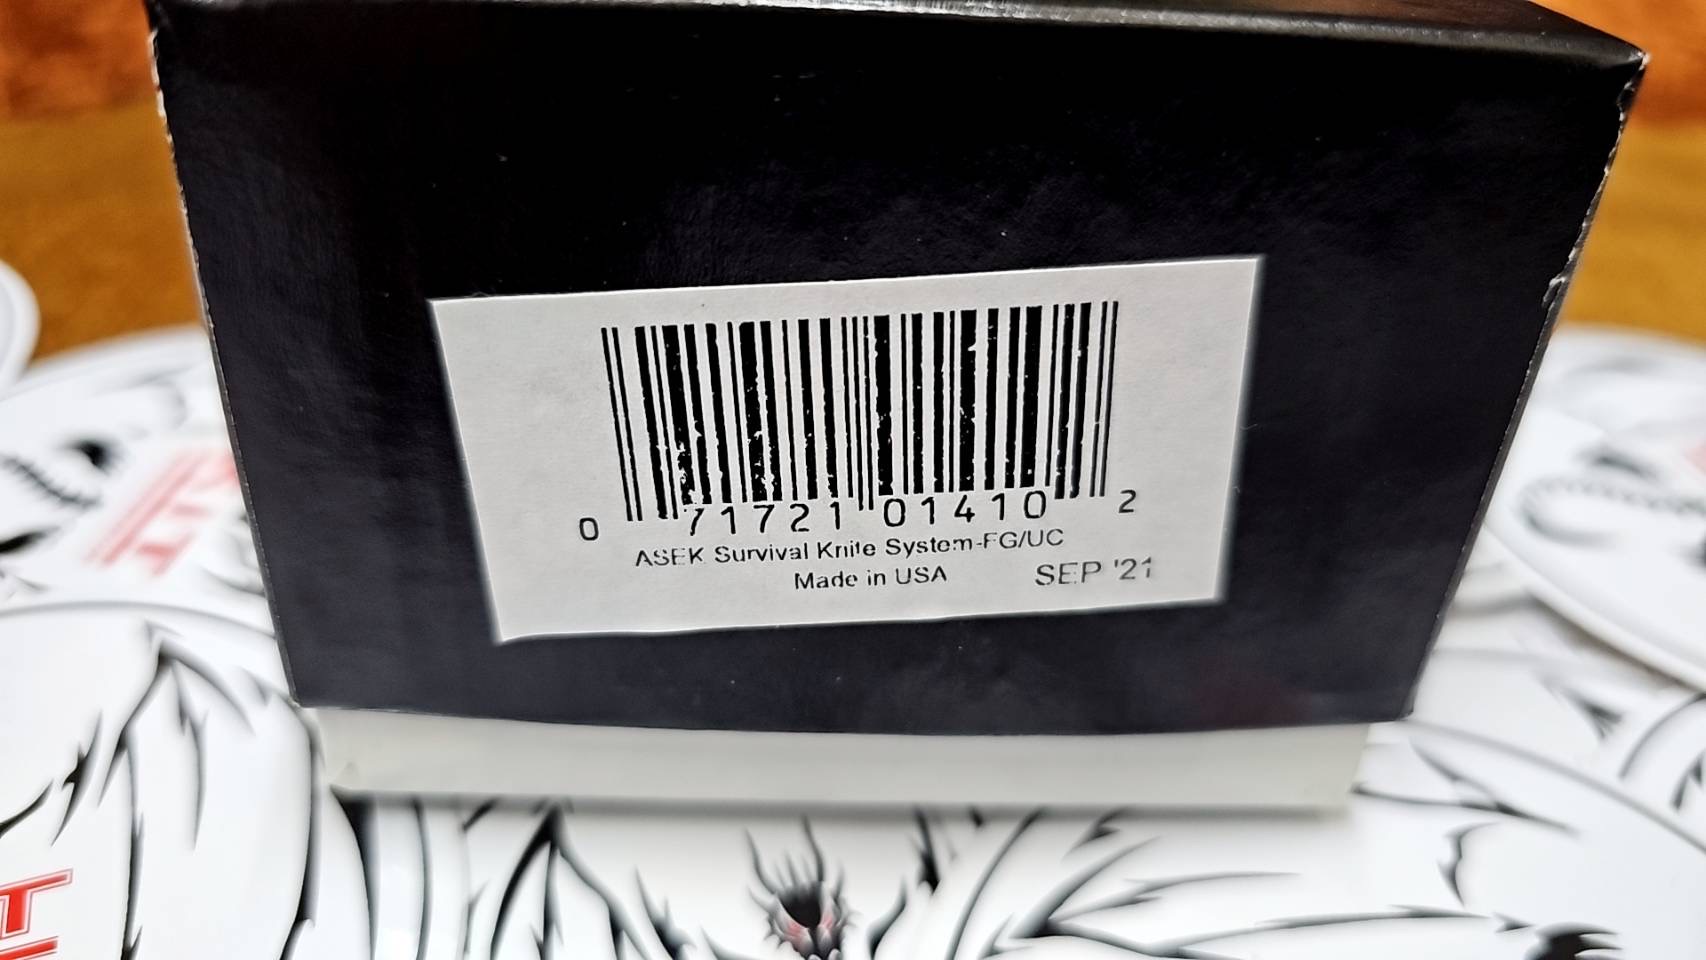 0 71721 01410 2
ASEK Survival Knife System-FG/UC
Made in USA SEP '21